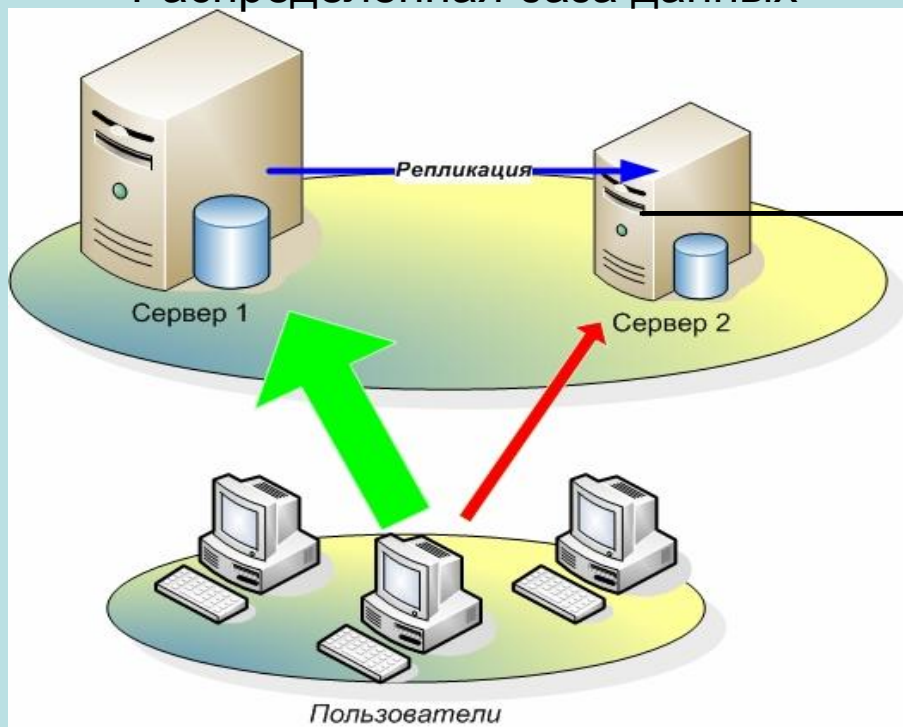 Распределенная база данных
Репликация
Сервер 1
Сервер 2
Пользователи